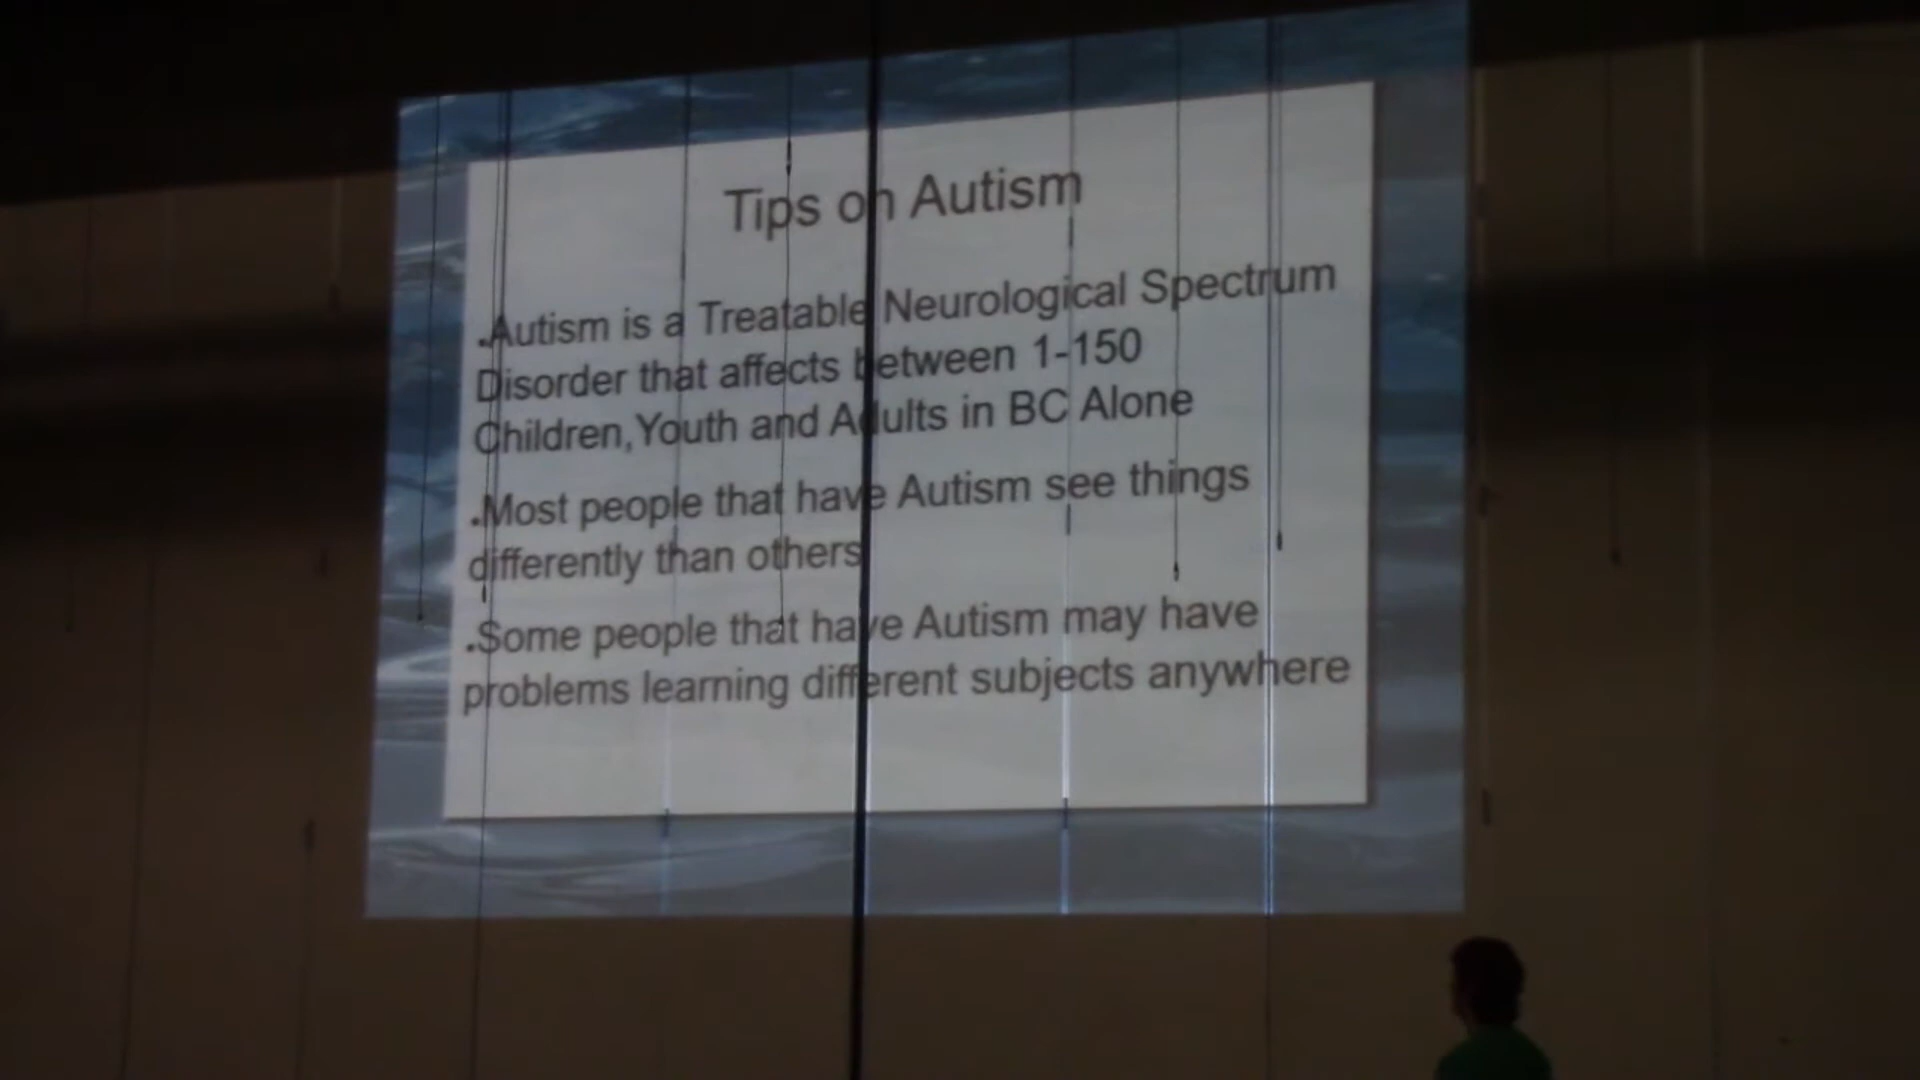 Tips on Autism
.Autism is a Treatable Neurological Spectrum
Disorder that affects between 1-150
Children,Youth and Adults in BC Alone
.Most people that have Autism see things
differently than others
.Some people that have Autism may have
problems learning different subjects anywhere